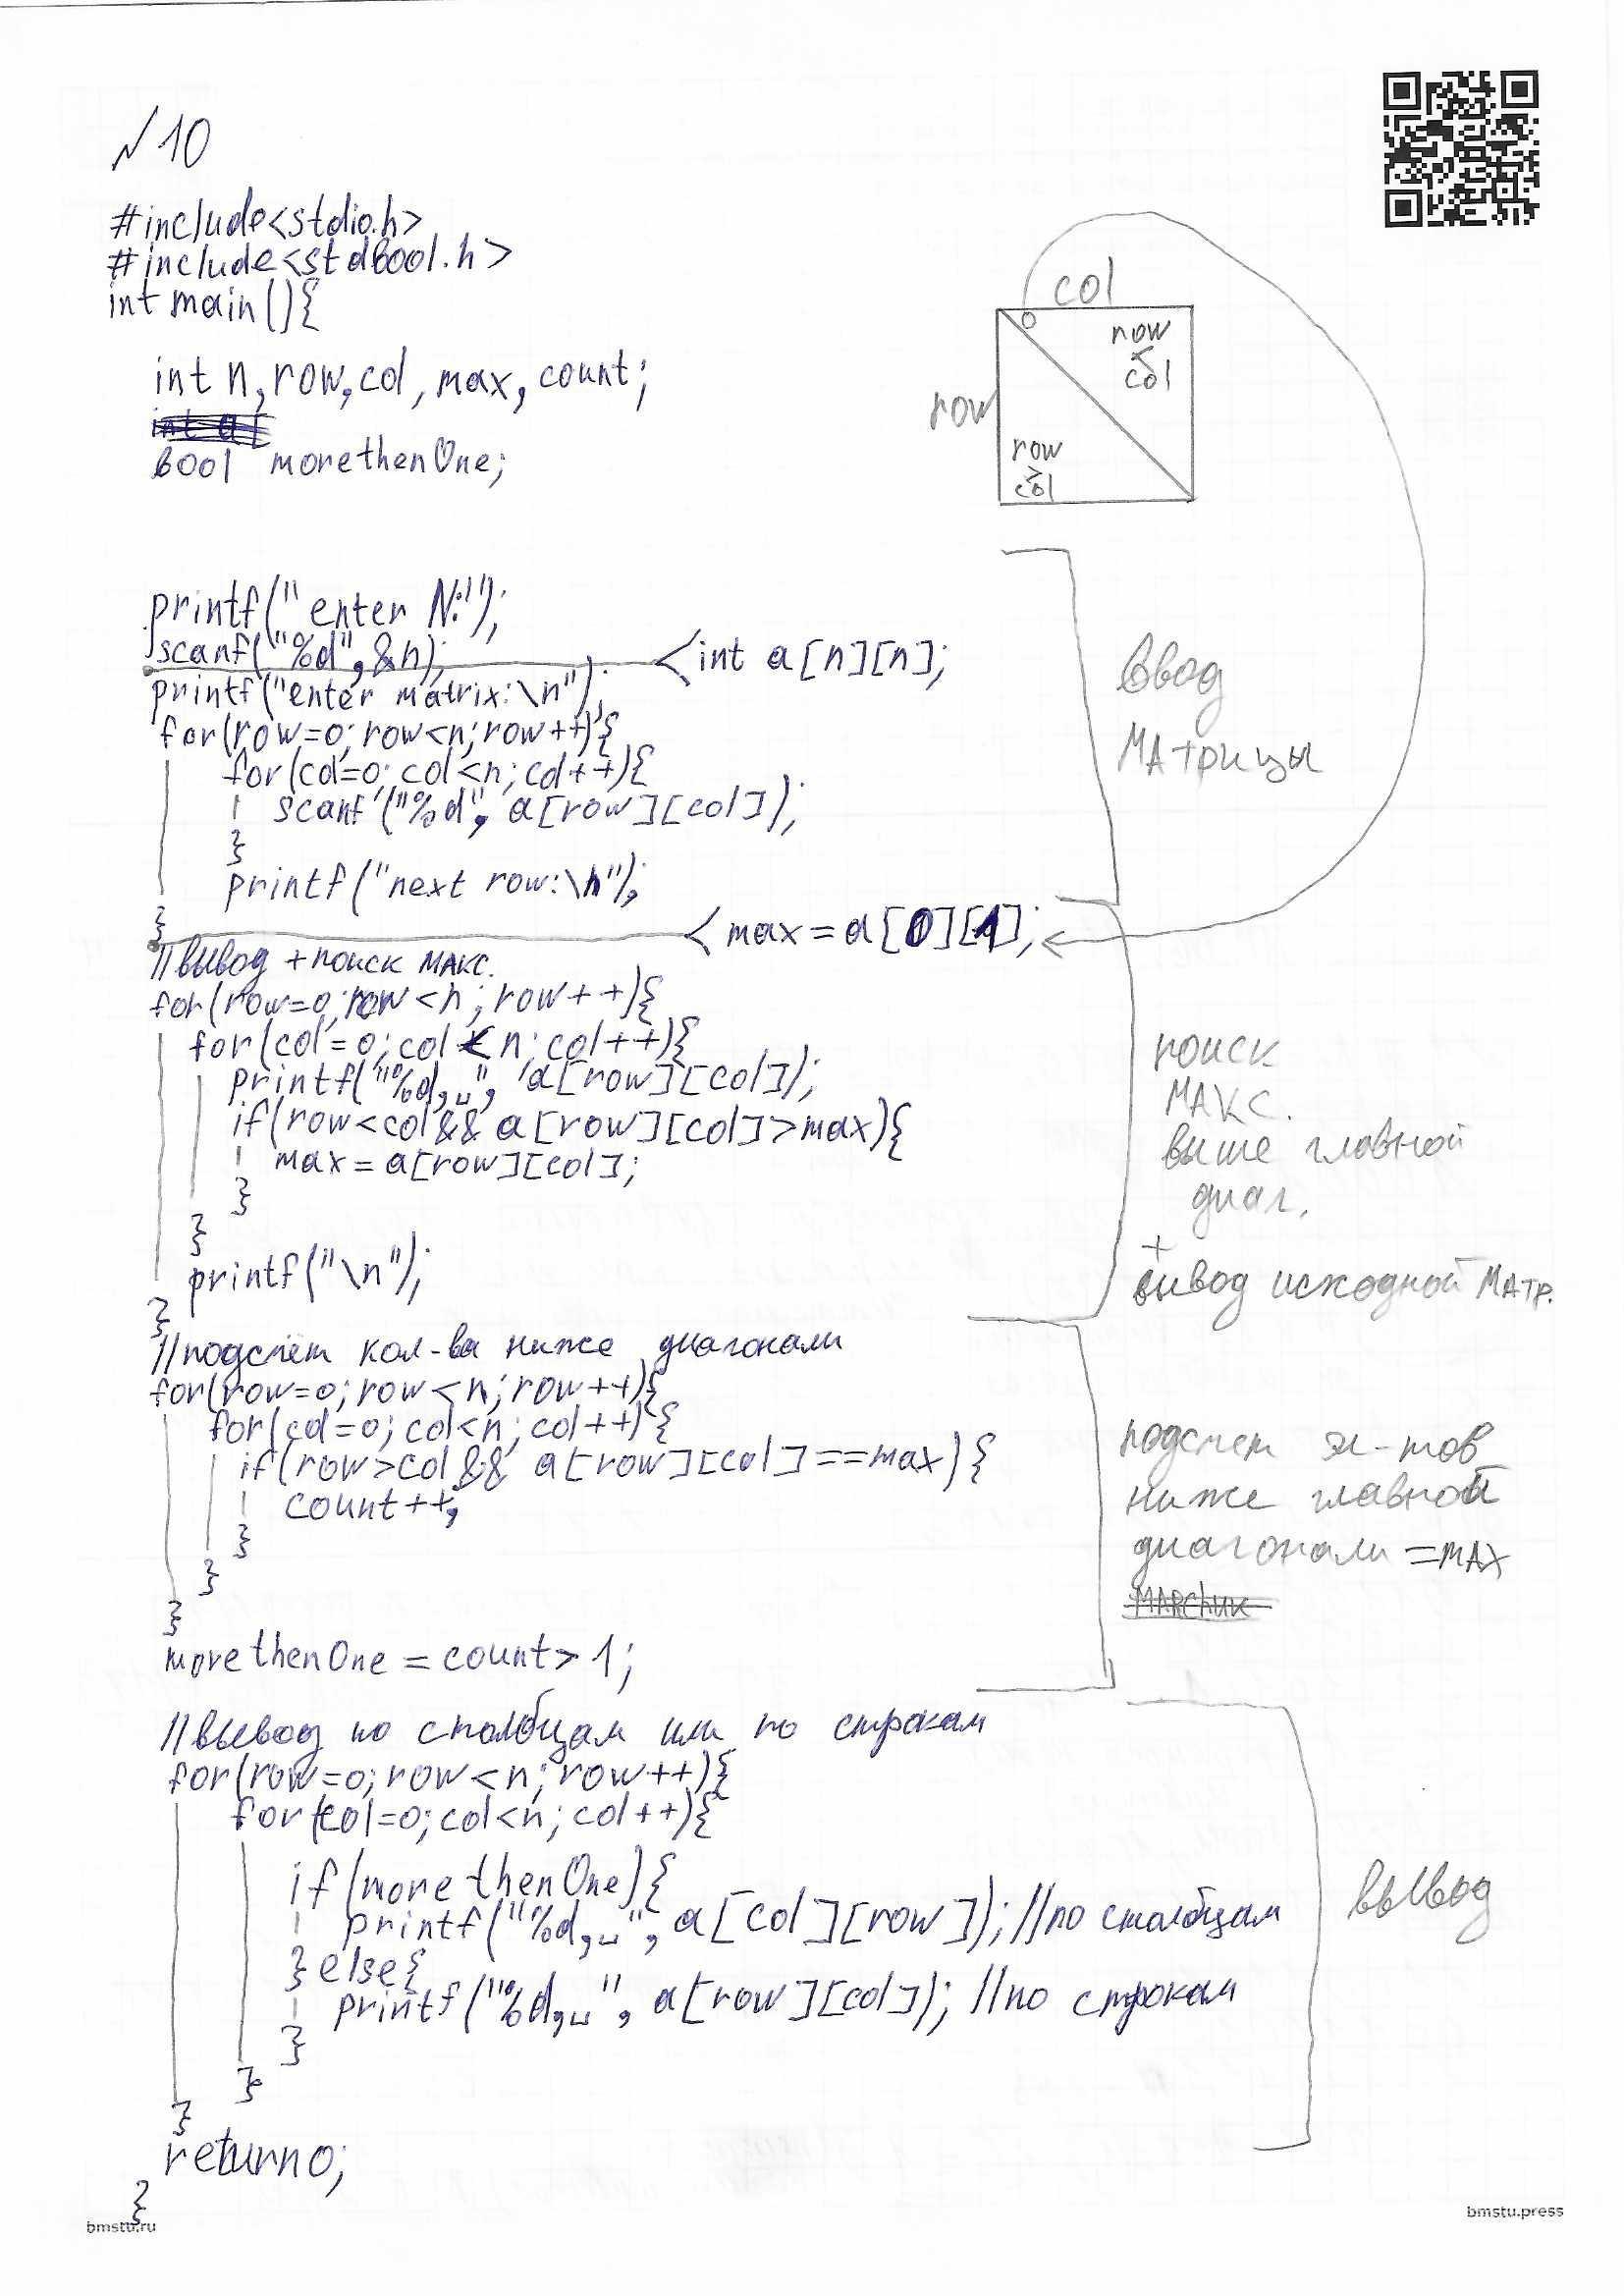 №10
#include<stdio.h>
#include<stdbool.h>
int main(){
int n, row, col, max, count;
bool morethenOne;
col
row
row
<
col
row
>
col
printf("enter N:");
scanf("%d", &n);
<int a[n][n];
printf("enter matrix:\n");
for(row=0; row<n; row++){
for(col=0; col<n; col++){
scanf("%d", a[row][col]);
}
printf("next row:\n");
}
<max = a[0][1];
ввод
матрицы
//вывод + поиск макс.
for(row=0; row<n; row++){
for(col=0; col<n; col++){
printf("%d,␣", a[row][col]);
if(row<col && a[row][col]>max){
max = a[row][col];
}
}
printf("\n");
}
поиск
макс.
выше главной
диаг.
+
вывод исходной матр.
//подсчёт кол-ва ниже диагонали
for(row=0; row<n; row++){
for(col=0; col<n; col++){
if(row>col && a[row][col]==max){
count++;
}
}
}
morethenOne = count > 1;
подсчет эл-тов
ниже главной
диагонали = max
//вывод по столбцам или по строкам
for(row=0; row<n; row++){
for(col=0; col<n; col++){
if(morethenOne){
printf("%d,␣", a[col][row]); //по столбцам
} else{
printf("%d,␣", a[row][col]); //по строкам
}
}
}
return 0;
}
вывод
bmstu.ru
bmstu.press